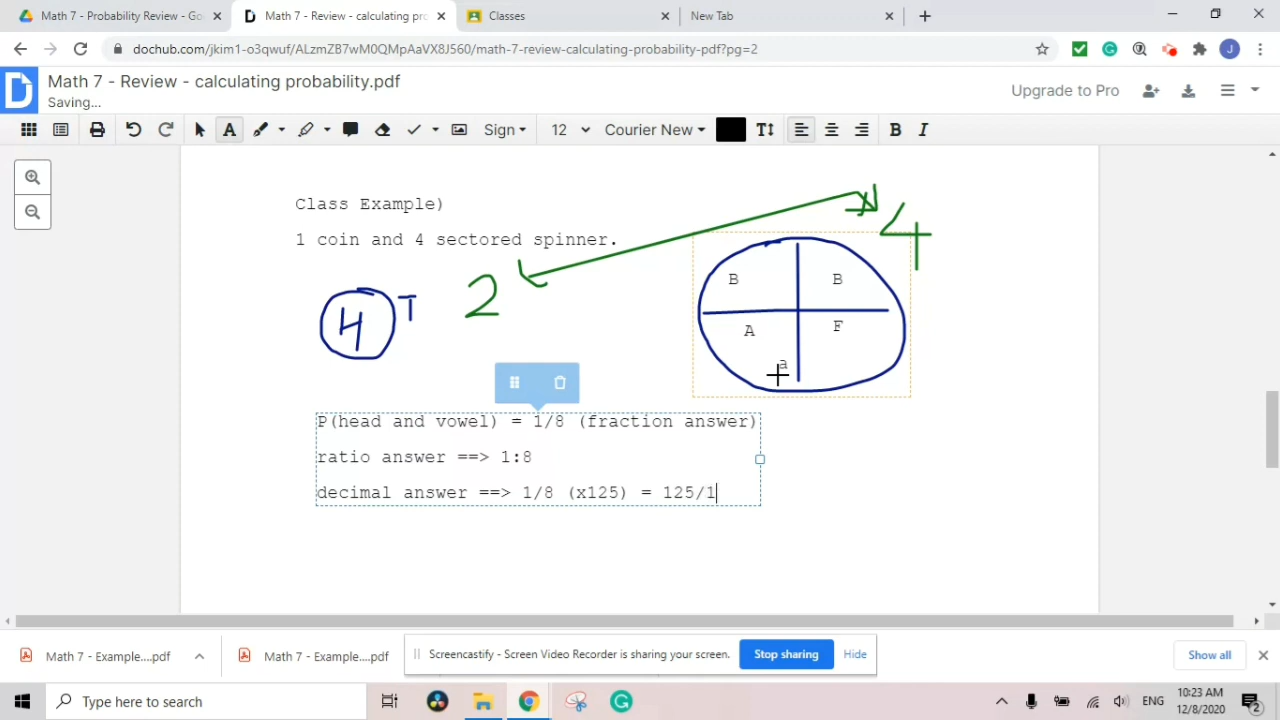 Math 7 - Probability Review - Go
Math 7 - Review - calculating pro
Classes
New Tab
dochub.com/jkim1-o3qwuf/ALzmZB7wM0QMpAaVX8J560/math-7-review-calculating-probability-pdf?pg=2
J
Math 7 - Review - calculating probability.pdf
Saving...
Upgrade to Pro
A Sign 12 Courier New B I
Class Example)
1 coin and 4 sectored spinner.
4
2
H T
B B
A F
a
P(head and vowel) = 1/8 (fraction answer)
ratio answer ==> 1:8
decimal answer ==> 1/8 (x125) = 125/1
Math 7 - Example....pdf
Math 7 - Example....pdf
Screencastify - Screen Video Recorder is sharing your screen.
Stop sharing
Hide
Show all
Type here to search
ENG
10:23 AM
12/8/2020
2